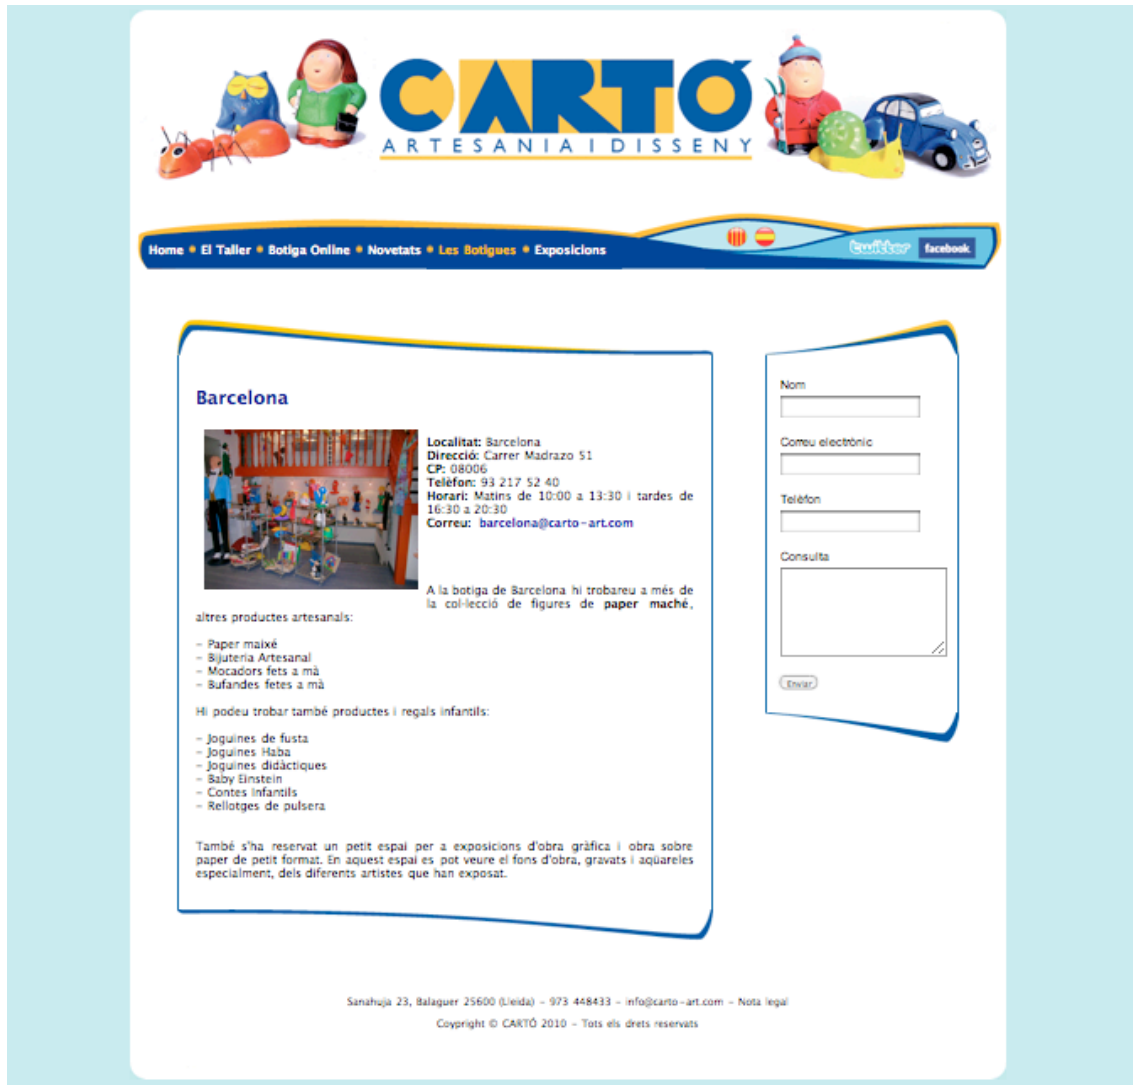 CARTÓ
ARTESANIA I DISSENY
Home • El Taller • Botiga Online • Novetats • Les Botigues • Exposicions
twitter facebook
Barcelona
Localitat: Barcelona
Direcció: Carrer Madrazo 51
CP: 08006
Telèfon: 93 217 52 40
Horari: Matins de 10:00 a 13:30 i tardes de
16:30 a 20:30
Correu: barcelona@carto-art.com
A la botiga de Barcelona hi trobareu a més de
la col·lecció de figures de paper maché,
altres productes artesanals:
- Paper maixé
- Bijuteria Artesanal
- Mocadors fets a mà
- Bufandes fetes a mà
Hi podeu trobar també productes i regals infantils:
- Joguines de fusta
- Joguines Haba
- Joguines didàctiques
- Baby Einstein
- Contes Infantils
- Rellotges de pulsera
També s'ha reservat un petit espai per a exposicions d'obra gràfica i obra sobre
paper de petit format. En aquest espai es pot veure el fons d'obra, gravats i aqüareles
especialment, dels diferents artistes que han exposat.
Nom
Correu electrònic
Telèfon
Consulta
Enviar
Sanahuja 23, Balaguer 25600 (Lleida) - 973 448433 - info@carto-art.com - Nota legal
Coypright © CARTÓ 2010 - Tots els drets reservats